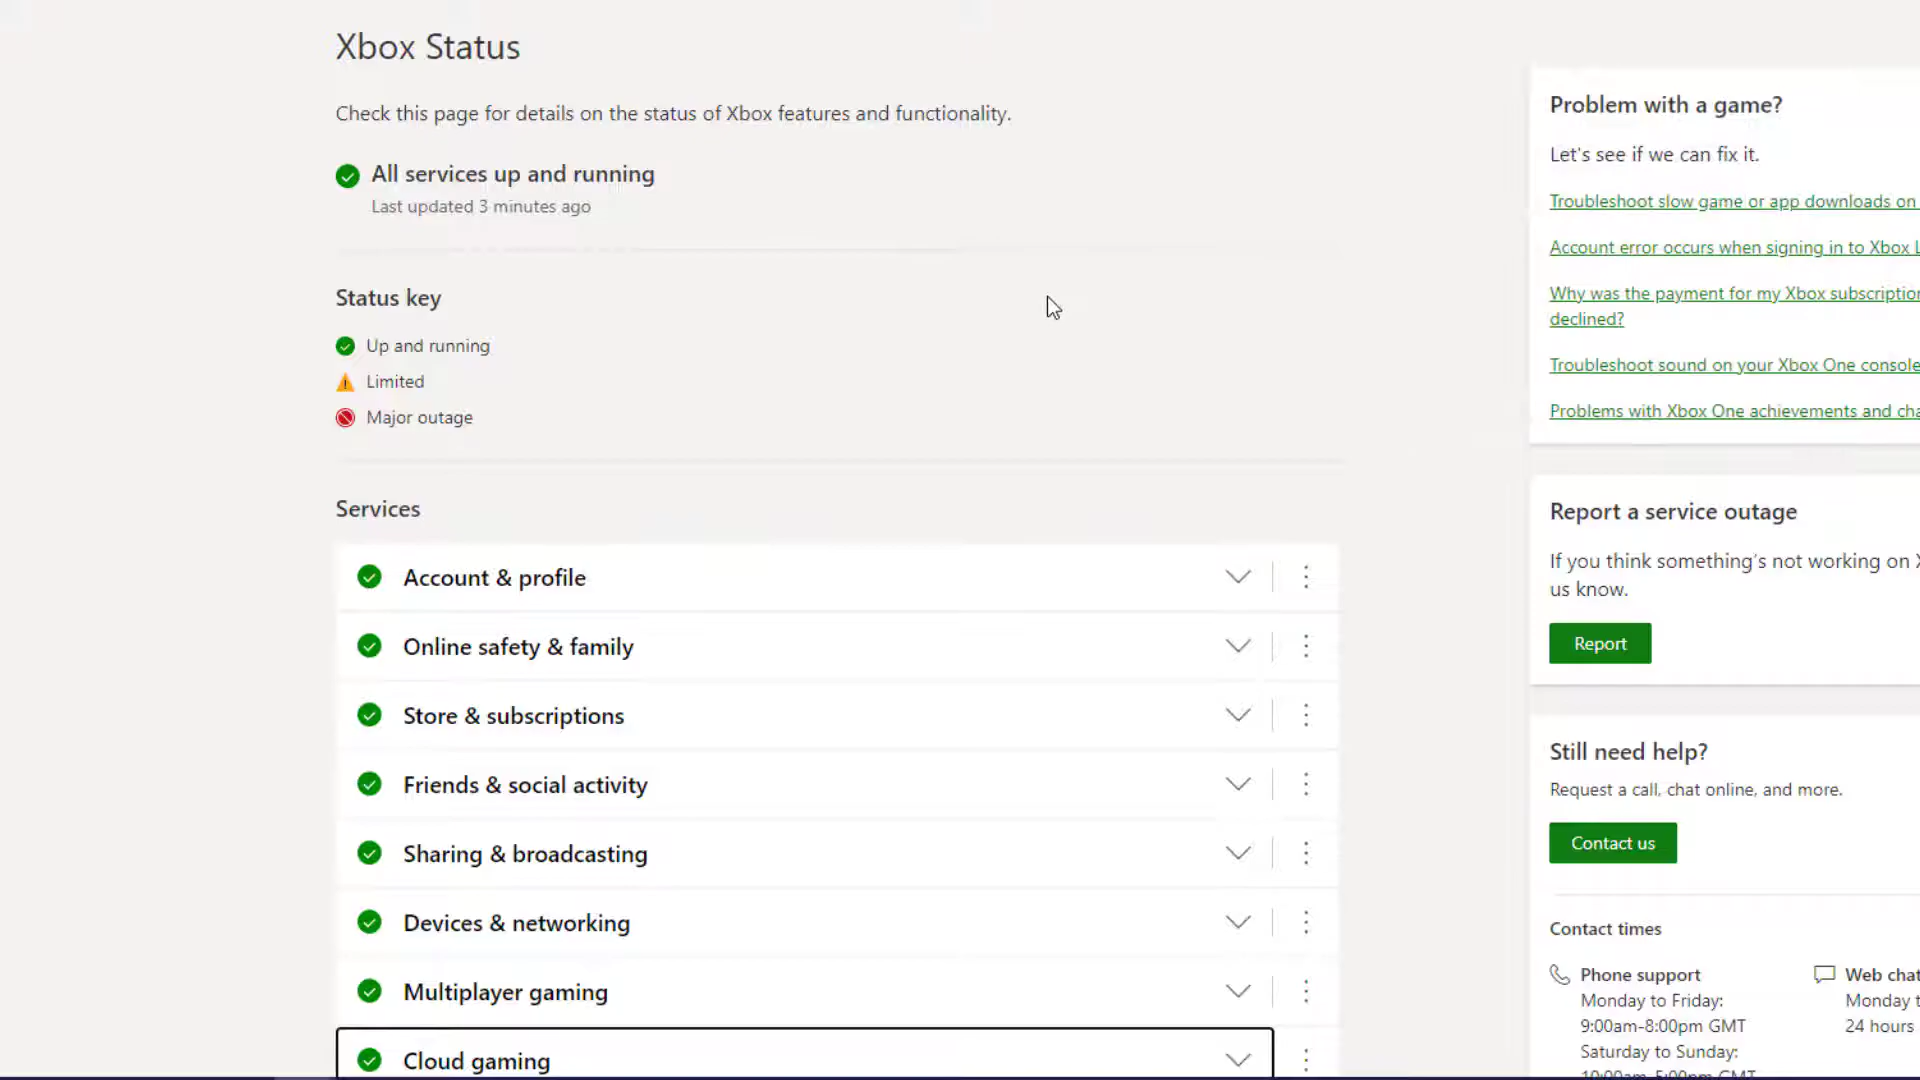 Xbox Status
Check this page for details on the status of Xbox features and functionality.
All services up and running
Last updated 3 minutes ago
Status key
Up and running
Limited
Major outage
Services
Account & profile
Online safety & family
Store & subscriptions
Friends & social activity
Sharing & broadcasting
Devices & networking
Multiplayer gaming
Cloud gaming
Problem with a game?
Let's see if we can fix it.
Troubleshoot slow game or app downloads on
Account error occurs when signing in to Xbox
Why was the payment for my Xbox subscription
declined?
Troubleshoot sound on your Xbox One console
Problems with Xbox One achievements and
Report a service outage
If you think something's not working on
us know.
Report
Still need help?
Request a call, chat online, and more.
Contact us
Contact times
Phone support
Monday to Friday:
9:00am-8:00pm GMT
Saturday to Sunday:
10:00am-5:00pm GMT
Web chat
Monday
24 hours